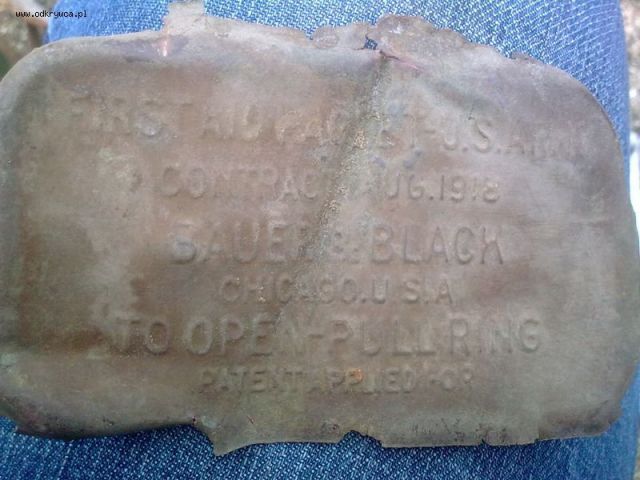 www.odkrywca.pl
FIRST AID PACKET-U.S.ARMY
CONTRACT AUG.1918
BAUER & BLACK
CHICAGO.U.S.A
TO OPEN-PULL RING
PATENT APPLIED FOR